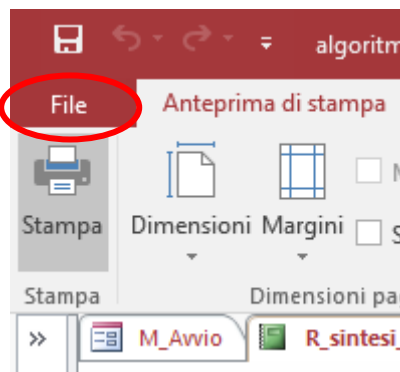 algoritm
File Anteprima di stampa
Stampa Dimensioni Margini
Stampa Dimensioni pa
M_Avvio R_sintesi_